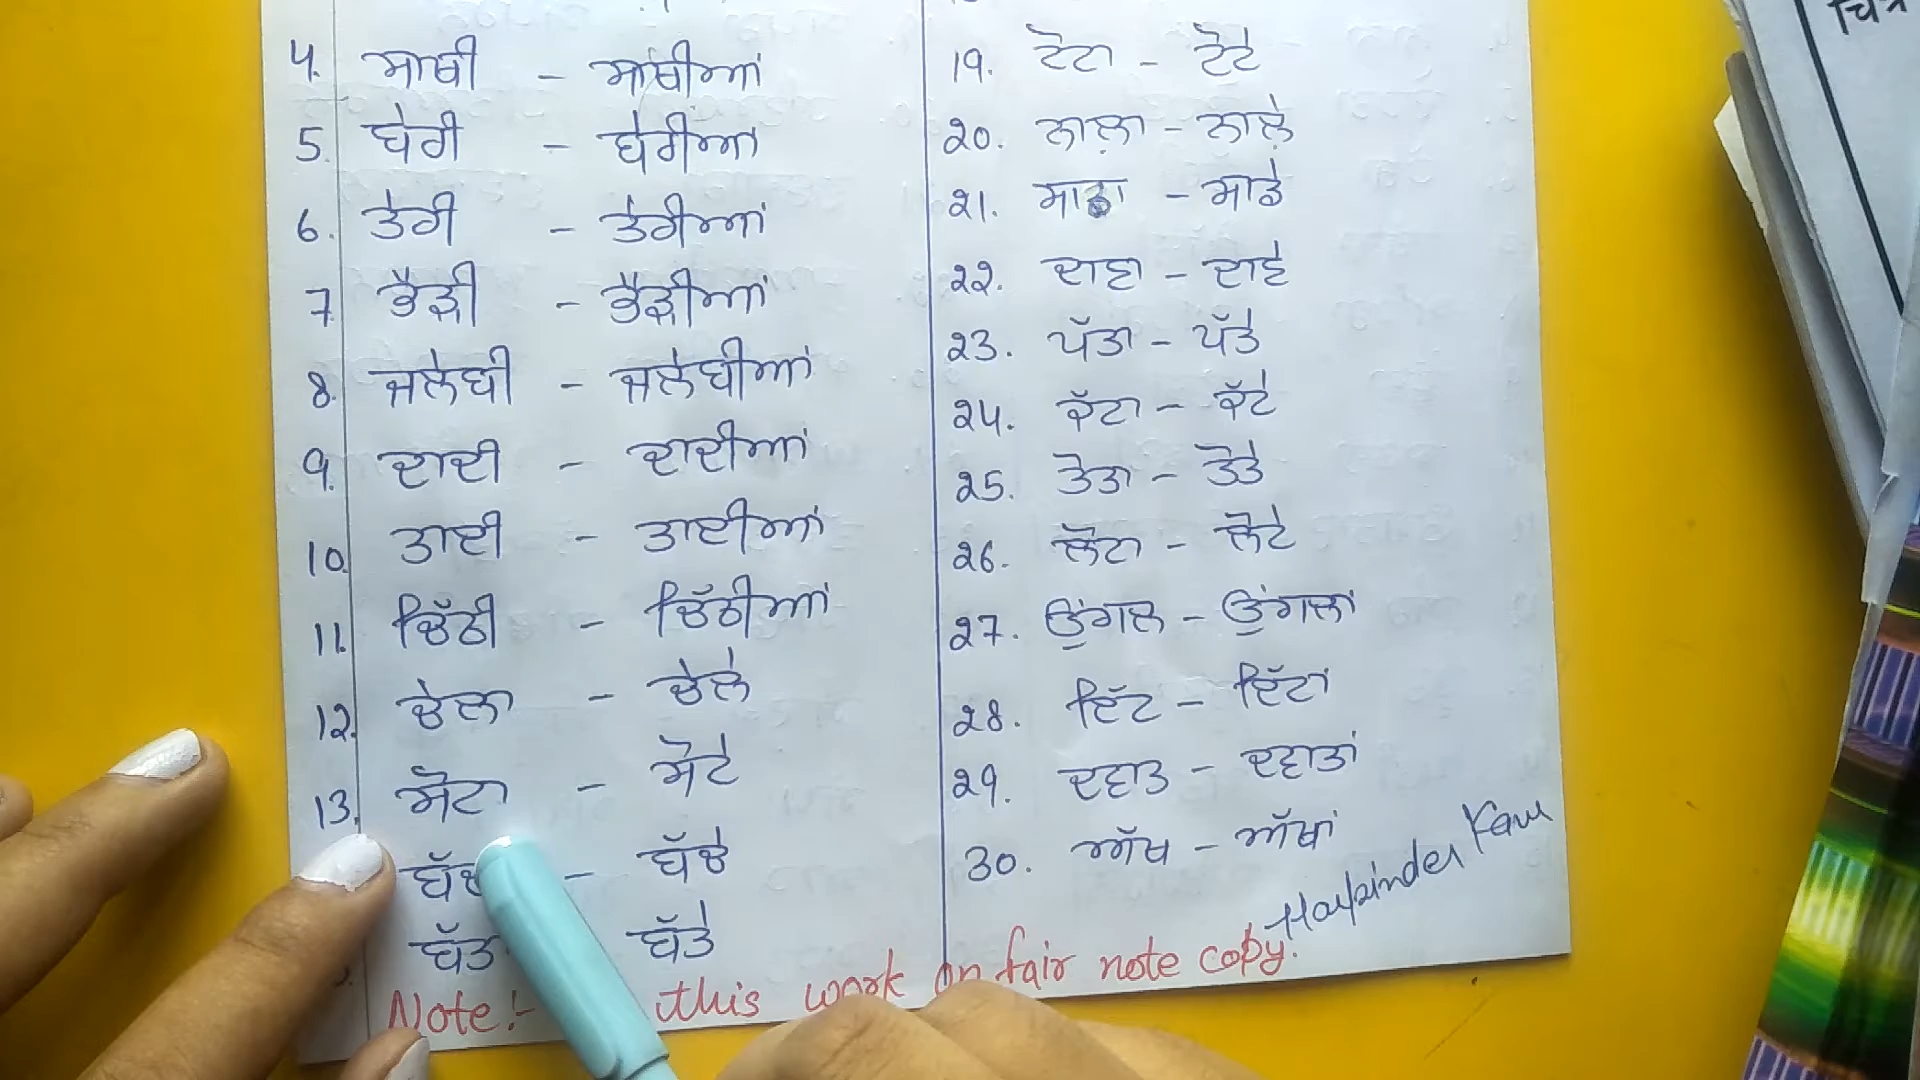 4. ਸਾਥੀ - ਸਾਥੀਆਂ
5. ਬੇਰੀ - ਬੇਰੀਆਂ
6. ਤੇਰੀ - ਤੇਰੀਆਂ
7 ਭੈੜੀ - ਭੈੜੀਆਂ
8. ਜਲੇਬੀ - ਜਲੇਬੀਆਂ
9. ਦਾਦੀ - ਦਾਦੀਆਂ
10. ਤਾਈ - ਤਾਈਆਂ
11. ਚਿੱਠੀ - ਚਿੱਠੀਆਂ
12. ਚੇਲਾ - ਚੇਲੇ
13. ਸੋਟਾ - ਸੋਟੇ
ਬੱਚ - ਬੱਚੇ
ਬੱਤ ਬੱਤੇ
19. ਟੋਟਾ - ਟੋਟੇ
20. ਨਾਲ਼ਾ - ਨਾਲ਼ੇ
21. ਸਾਡਾ - ਸਾਡੇ
22. ਦਾਣਾ - ਦਾਣੇ
23. ਪੱਤਾ - ਪੱਤੇ
24. ਕੱਟਾ - ਕੱਟੇ
25. ਤੋਤਾ - ਤੋਤੇ
26. ਲੋਟਾ - ਲੋਟੇ
27. ਉਂਗਲ - ਉਂਗਲਾਂ
28. ਇੱਟ - ਇੱਟਾਂ
29. ਦਵਾਤ - ਦਵਾਤਾਂ
30. ਅੱਖ - ਅੱਖਾਂ
Harpinder Kaur
Note:- this work on fair note copy.